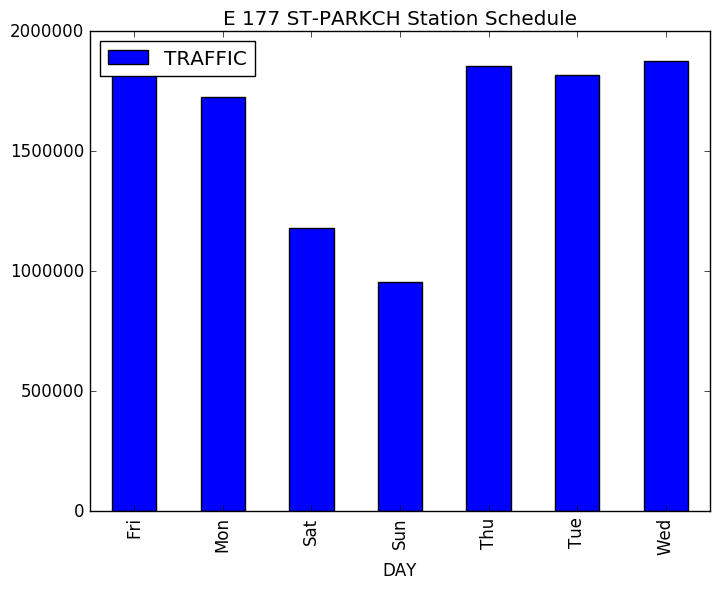 E 177 ST-PARKCH Station Schedule
TRAFFIC
2000000
1500000
1000000
500000
0
Fri
Mon
Sat
Sun
Thu
Tue
Wed
DAY